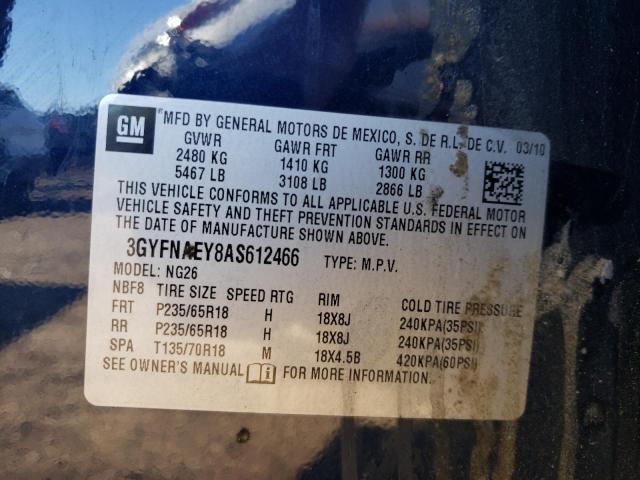 GM
® MFD BY GENERAL MOTORS DE MEXICO, S. DE R.L. DE C.V. 03/10
GVWR GAWR FRT GAWR RR
2480 KG 1410 KG 1300 KG
5467 LB 3108 LB 2866 LB
THIS VEHICLE CONFORMS TO ALL APPLICABLE U.S. FEDERAL MOTOR
VEHICLE SAFETY AND THEFT PREVENTION STANDARDS IN EFFECT ON
THE DATE OF MANUFACTURE SHOWN ABOVE.
3GYFNAEY8AS612466 TYPE: M.P.V.
MODEL: NG26
NBF8 TIRE SIZE SPEED RTG RIM COLD TIRE PRESSURE
FRT P235/65R18 H 18X8J 240KPA(35PSI)
RR P235/65R18 H 18X8J 240KPA(35PSI)
SPA T135/70R18 M 18X4.5B 420KPA(60PSI)
SEE OWNER'S MANUAL FOR MORE INFORMATION.